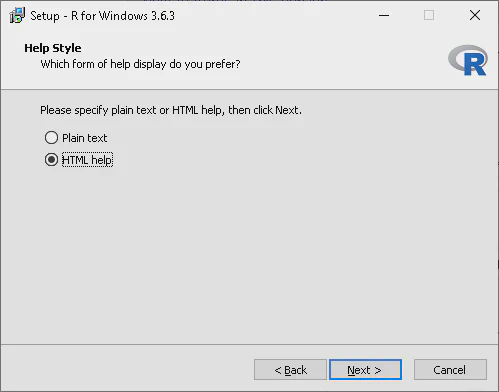 Setup - R for Windows 3.6.3
Help Style
Which form of help display do you prefer?
R
Please specify plain text or HTML help, then click Next.
Plain text
HTML help
< Back
Next >
Cancel